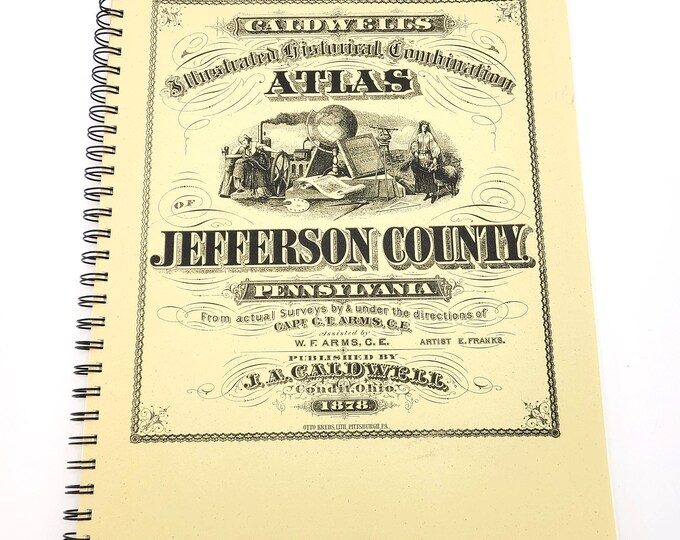 CALDWELL'S
Illustrated, Historical, Combination
ATLAS
OF
JEFFERSON COUNTY.
PENNSYLVANIA
From actual Surveys by & under the directions of
CAPT. C. T. ARMS, C.E.
Assisted by
W. F. ARMS, C.E. ARTIST E. FRANKS.
PUBLISHED BY
J. A. CALDWELL,
Condit, Ohio.
1878
OTTO KREBS, LITH. PITTSBURGH, PA.